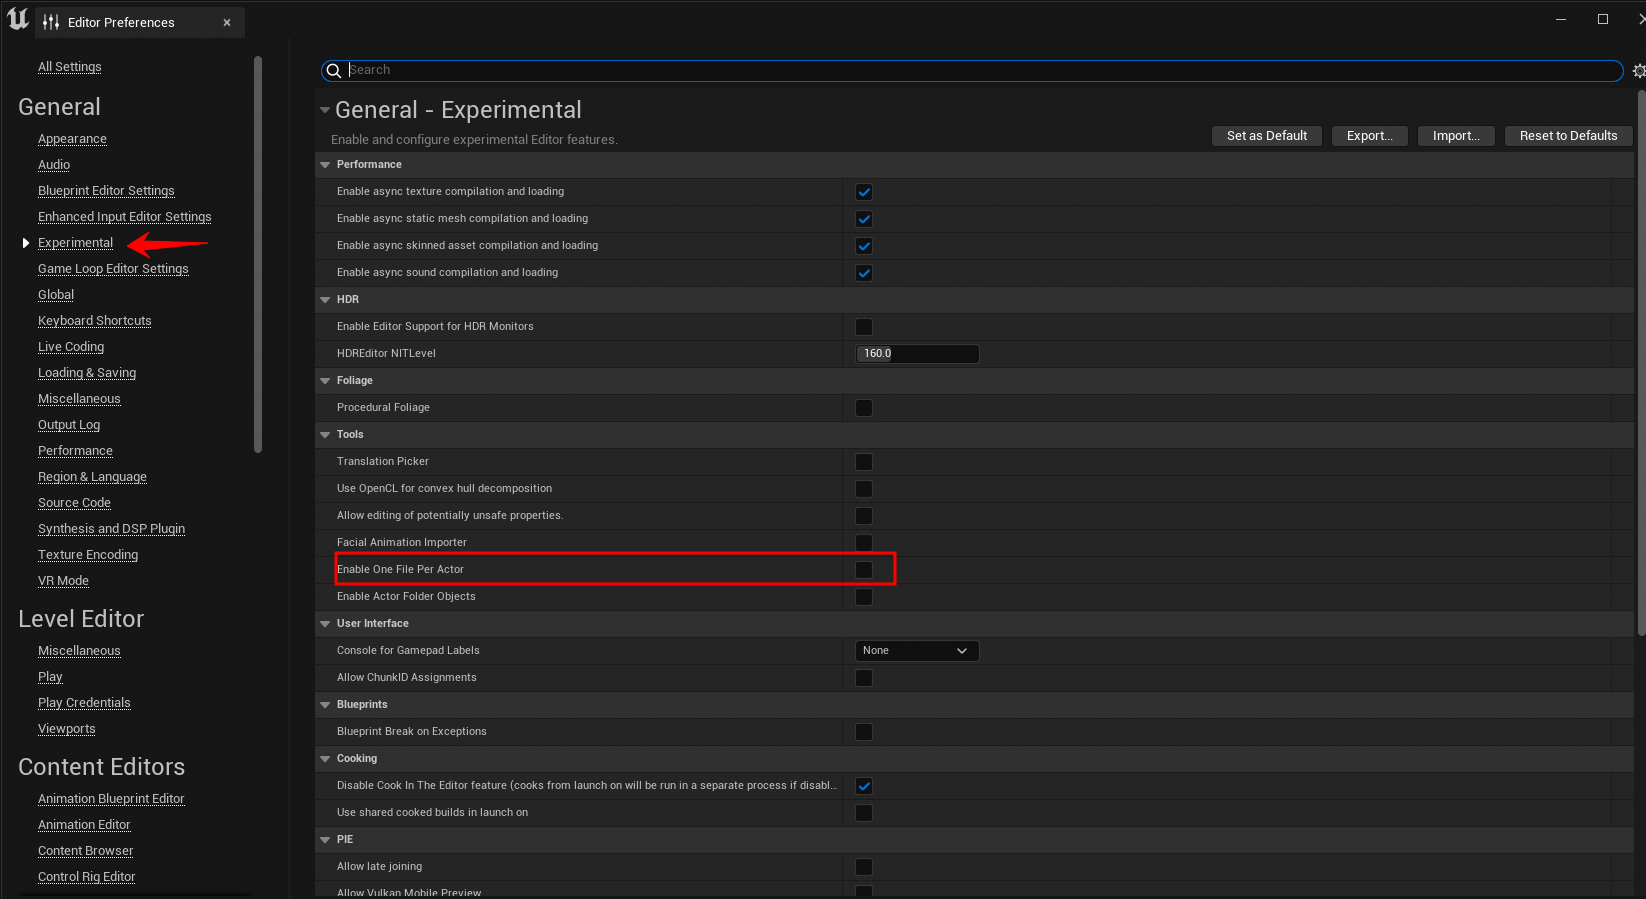 Editor Preferences
All Settings
General
Appearance
Audio
Blueprint Editor Settings
Enhanced Input Editor Settings
Experimental
Game Loop Editor Settings
Global
Keyboard Shortcuts
Live Coding
Loading & Saving
Miscellaneous
Output Log
Performance
Region & Language
Source Code
Synthesis and DSP Plugin
Texture Encoding
VR Mode
Level Editor
Miscellaneous
Play
Play Credentials
Viewports
Content Editors
Animation Blueprint Editor
Animation Editor
Content Browser
Control Rig Editor
Search
General - Experimental
Enable and configure experimental Editor features.
Set as Default Export... Import... Reset to Defaults
Performance
Enable async texture compilation and loading
Enable async static mesh compilation and loading
Enable async skinned asset compilation and loading
Enable async sound compilation and loading
HDR
Enable Editor Support for HDR Monitors
HDREditor NITLevel 160.0
Foliage
Procedural Foliage
Tools
Translation Picker
Use OpenCL for convex hull decomposition
Allow editing of potentially unsafe properties.
Facial Animation Importer
Enable One File Per Actor
Enable Actor Folder Objects
User Interface
Console for Gamepad Labels None
Allow ChunkID Assignments
Blueprints
Blueprint Break on Exceptions
Cooking
Disable Cook In The Editor feature (cooks from launch on will be run in a separate process if disabl...
Use shared cooked builds in launch on
PIE
Allow late joining
Allow Vulkan Mobile Preview